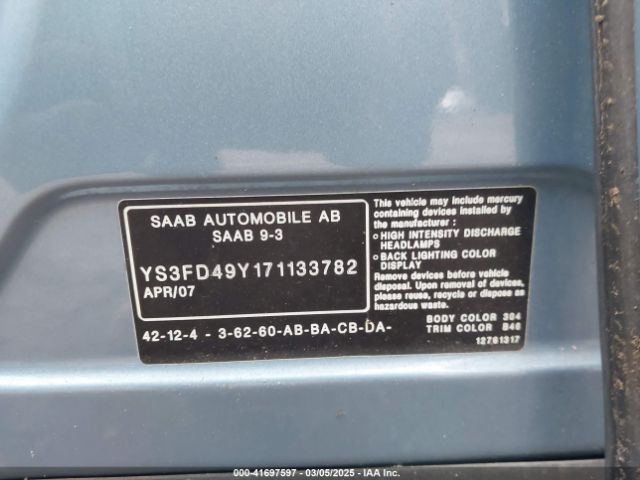 SAAB AUTOMOBILE AB
SAAB 9-3
YS3FD49Y171133782
APR/07
42-12-4 - 3-62-60-AB-BA-CB-DA-
This vehicle may include mercury
containing devices installed by
the manufacturer :
o HIGH INTENSITY DISCHARGE
HEADLAMPS
o BACK LIGHTING COLOR
DISPLAY
Remove devices before vehicle
disposal. Upon removal of devices,
please reuse, recycle or dispose as
hazardous waste.
BODY COLOR 304
TRIM COLOR B46
12781317
000-41697597 - 03/05/2025 - IAA Inc.